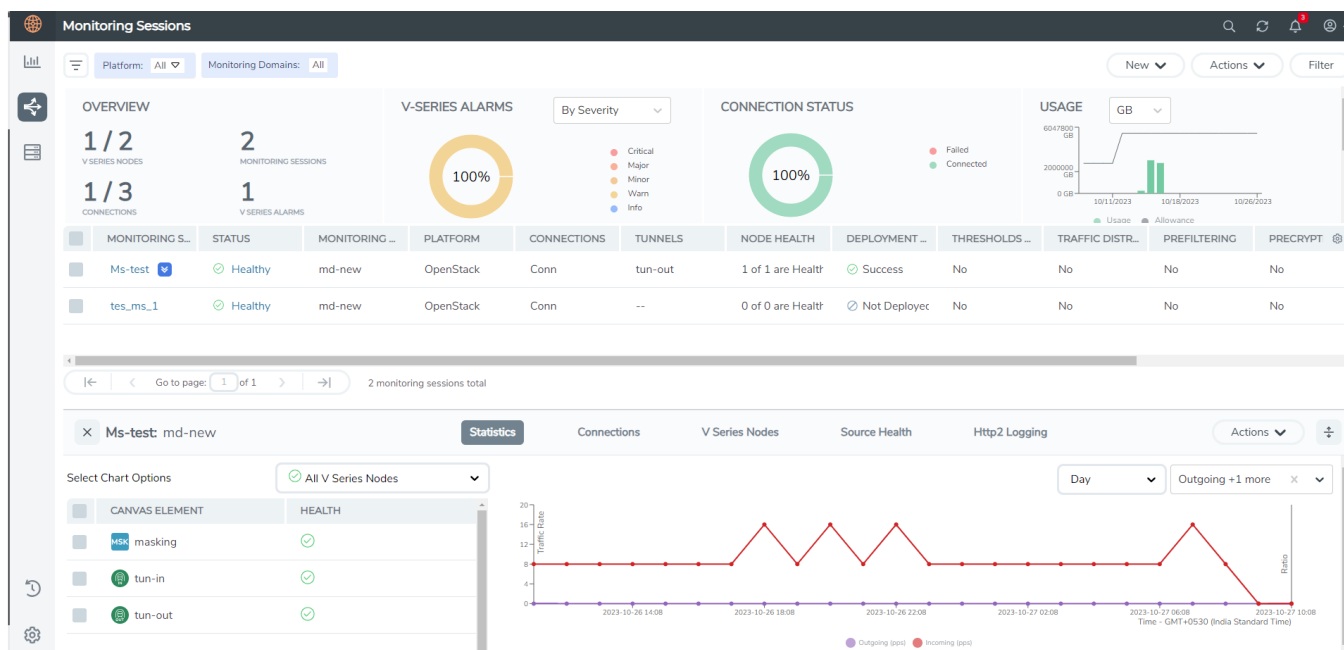 Monitoring Sessions
3
Platform: All
Monitoring Domains: All
New
Actions
Filter
OVERVIEW
1 / 2
V SERIES NODES
2
MONITORING SESSIONS
1 / 3
CONNECTIONS
1
V SERIES ALARMS
V-SERIES ALARMS
By Severity
100%
Critical
Major
Minor
Warn
Info
CONNECTION STATUS
100%
Failed
Connected
USAGE
GB
6047800
GB
2000000
GB
0 GB
10/11/2023 10/18/2023 10/26/2023
Usage Allowance
MONITORING S... STATUS MONITORING ... PLATFORM CONNECTIONS TUNNELS NODE HEALTH DEPLOYMENT ... THRESHOLDS ... TRAFFIC DISTR... PREFILTERING PRECRYPT
Ms-test Healthy md-new OpenStack Conn tun-out 1 of 1 are Health Success No No No No
tes_ms_1 Healthy md-new OpenStack Conn -- 0 of 0 are Health Not Deployed No No No No
Go to page: 1 of 1
2 monitoring sessions total
Ms-test: md-new
Statistics
Connections
V Series Nodes
Source Health
Http2 Logging
Actions
Select Chart Options
All V Series Nodes
Day
Outgoing +1 more
CANVAS ELEMENT HEALTH
MSK masking
tun-in
tun-out
20
16
12
8
4
0
Traffic Rate
Ratio
2023-10-26 14:08 2023-10-26 18:08 2023-10-26 22:08 2023-10-27 02:08 2023-10-27 06:08 2023-10-27 10:08
Time - GMT+0530 (India Standard Time)
Outgoing (pps) Incoming (pps)